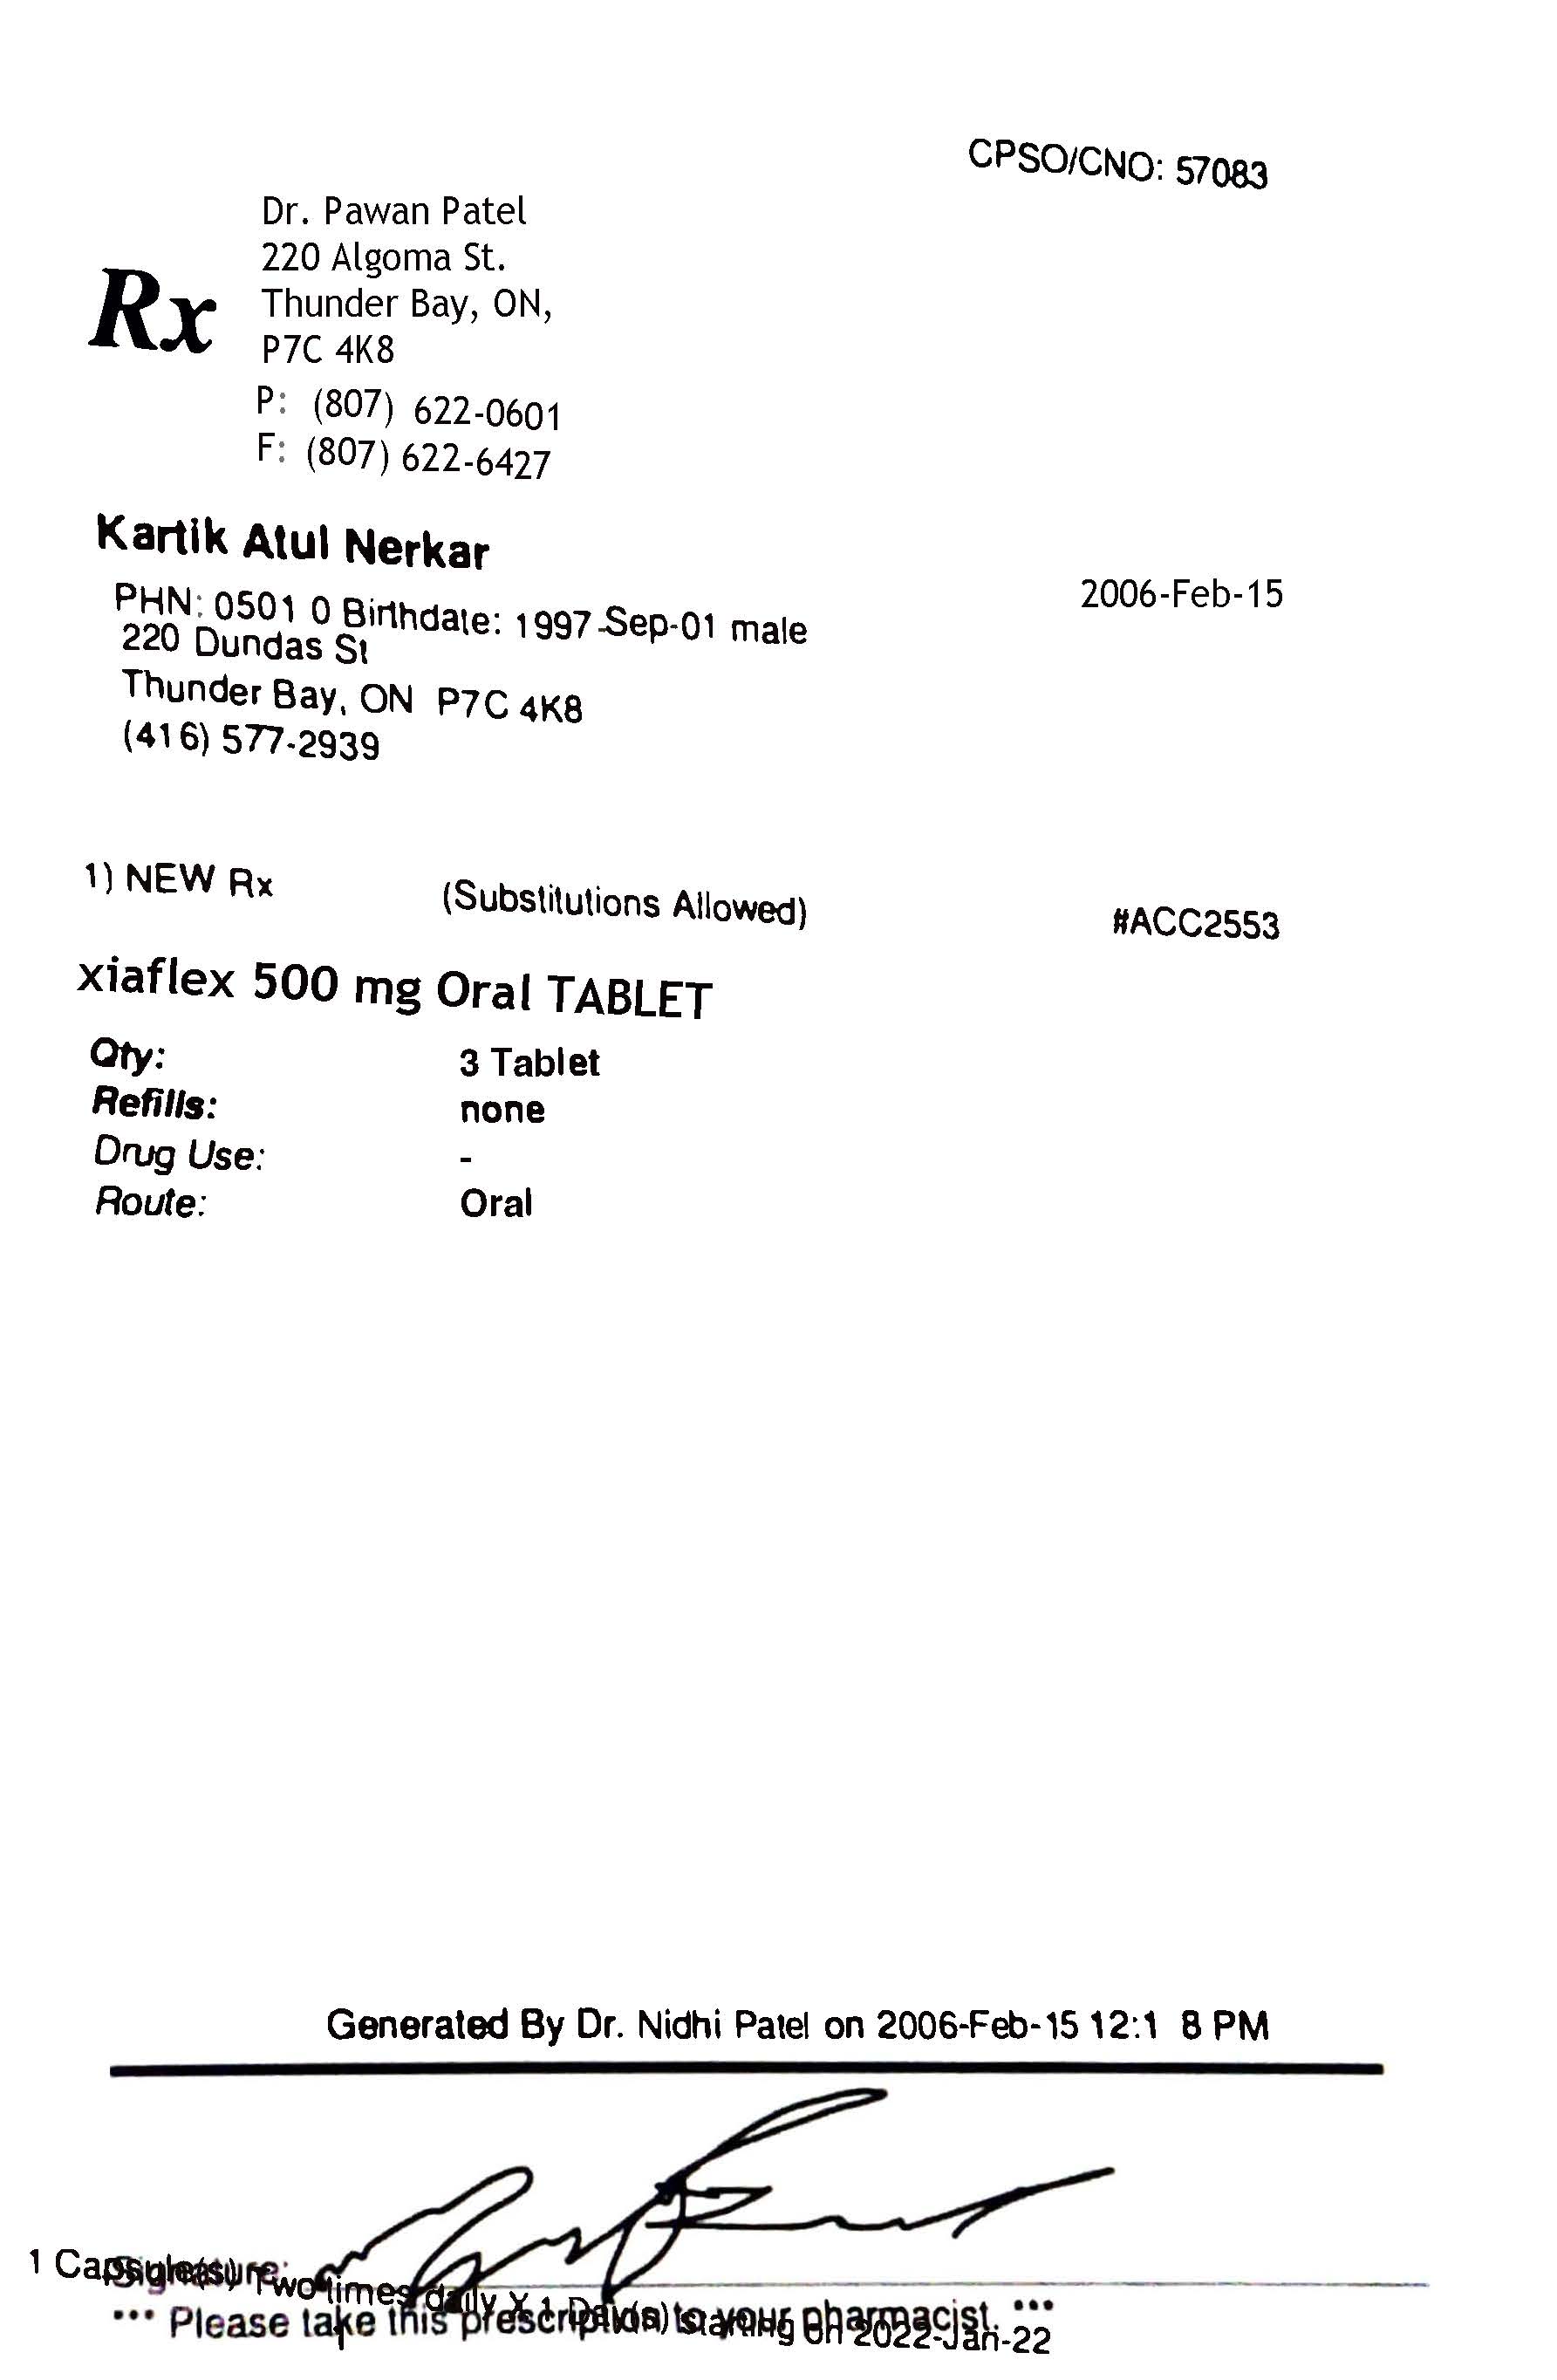 CPSO/CNO: 57083
Dr. Pawan Patel
220 Algoma St.
Rx
Thunder Bay, ON,
P7C 4K8
P: (807) 622-0601
F: (807) 622-6427
Kartik Atul Nerkar
2006-Feb-15
PHN: 0501 0 Birthdate: 1997-Sep-01 male
220 Dundas St
Thunder Bay, ON P7C 4K8
(416) 577-2939
1) NEW Rx (Substitutions Allowed) #ACC2553
xiaflex 500 mg Oral TABLET
Qty: 3 Tablet
Refills: none
Drug Use: -
Route: Oral
Generated By Dr. Nidhi Patel on 2006-Feb-15 12:1 8 PM
Signature:
1 Capsule(s) Two times daily X 1 Day(s) starting on 2022-Jan-22
*** Please take this prescription to your pharmacist. ***